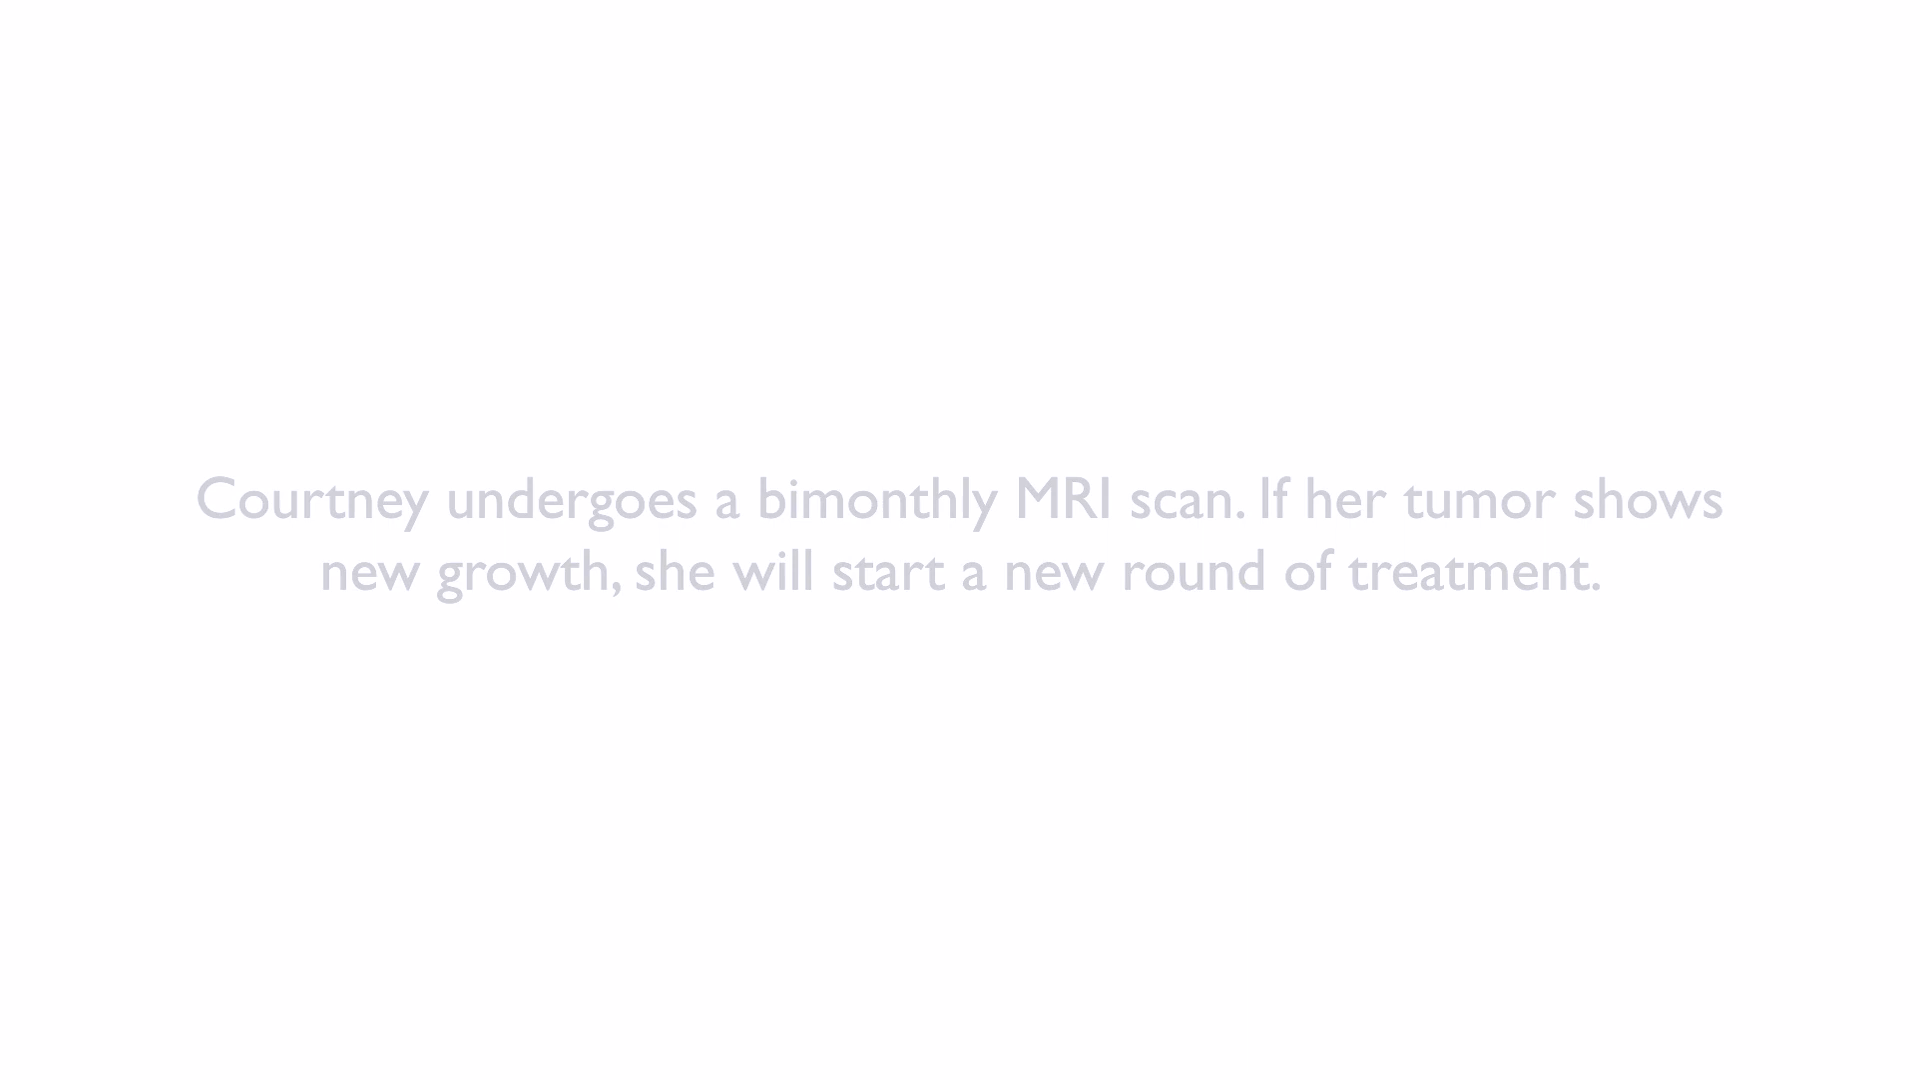 Courtney undergoes a bimonthly MRI scan. If her tumor shows
new growth, she will start a new round of treatment.